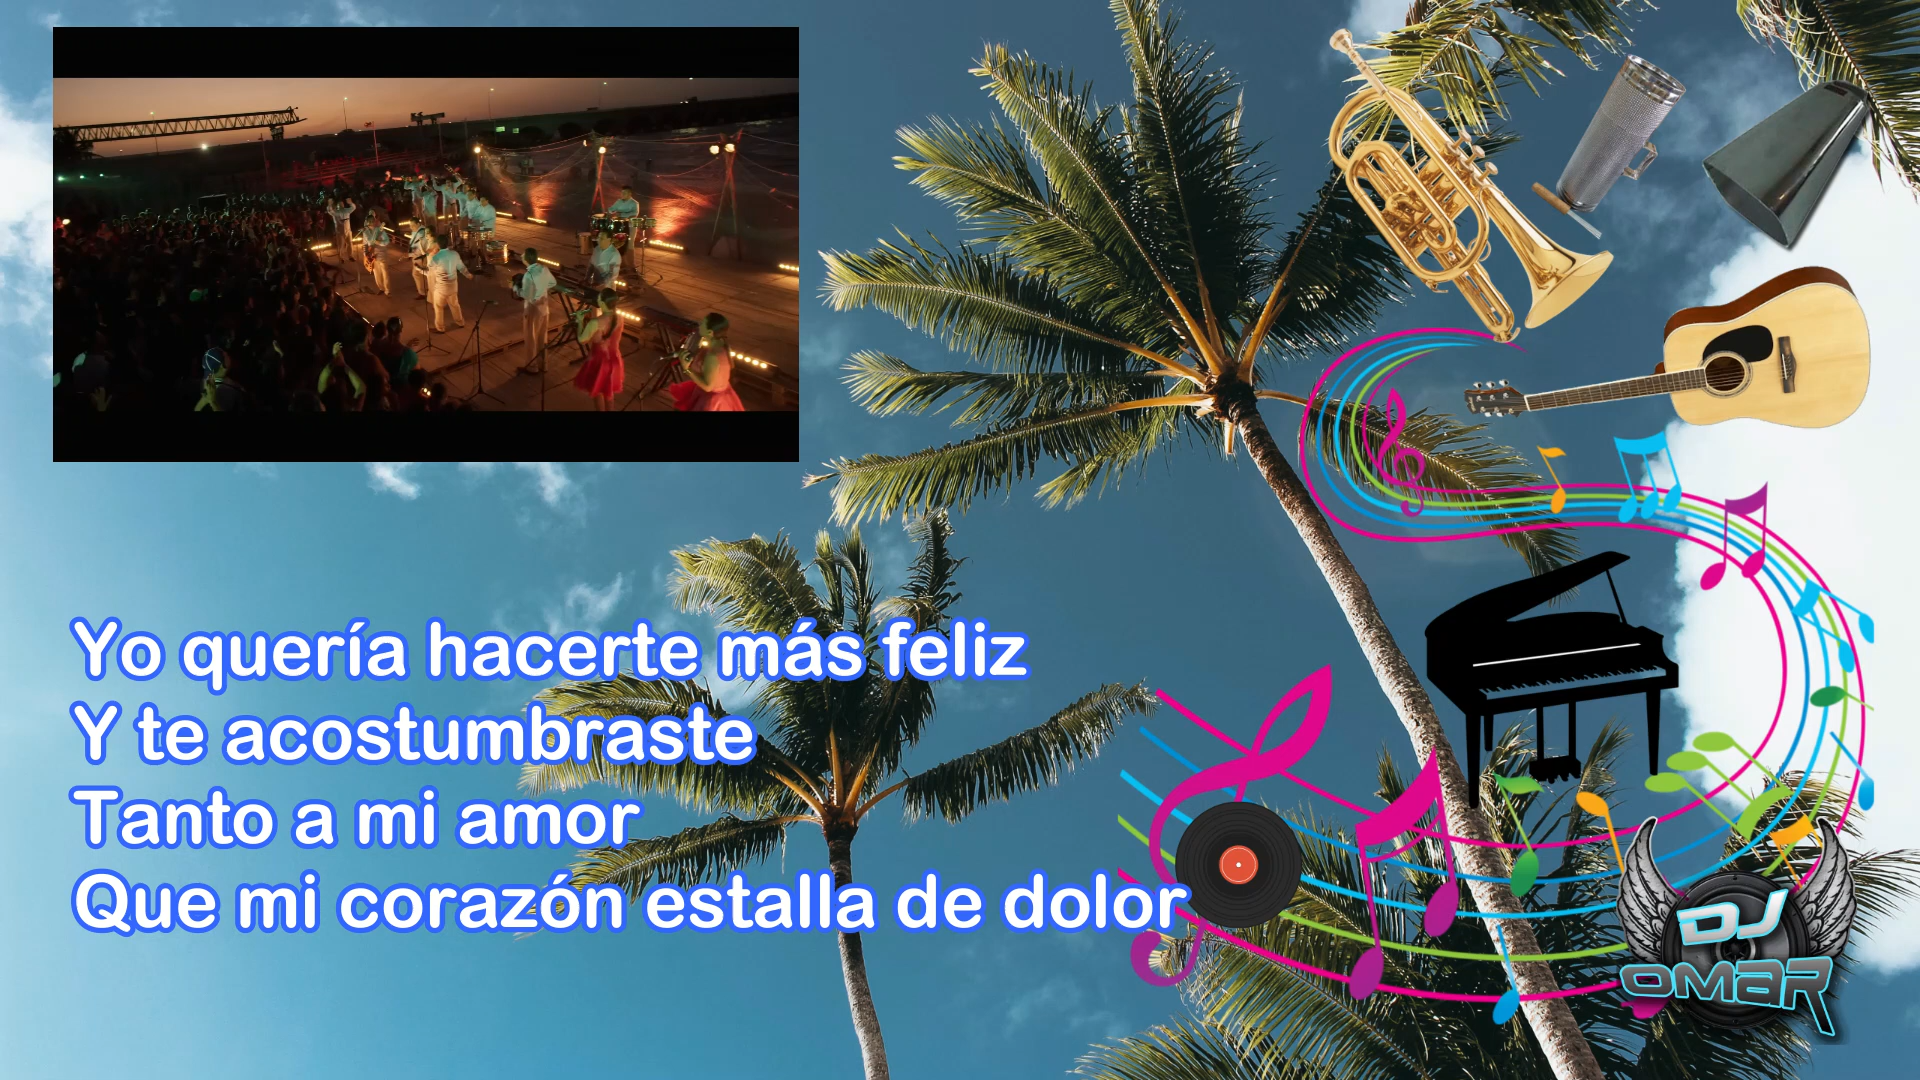 Yo quería hacerte más feliz
Y te acostumbraste
Tanto a mi amor
Que mi corazón estalla de dolor
DJ
OMAR